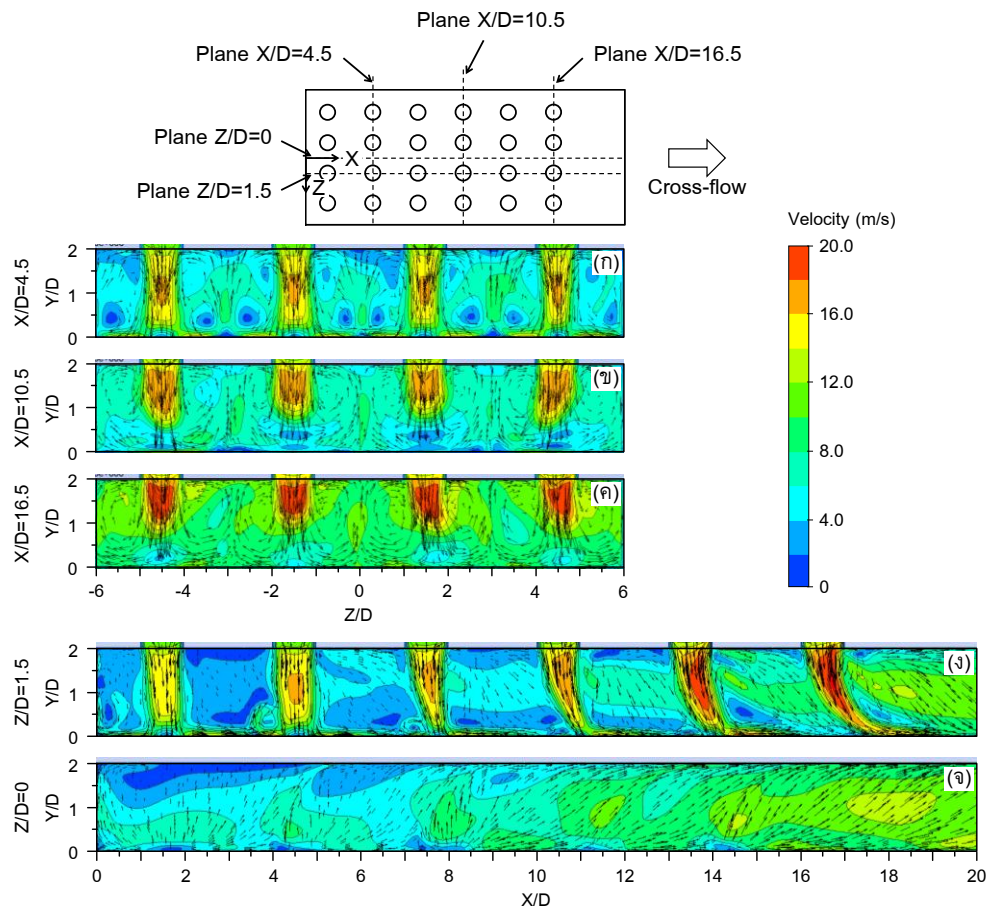 Plane X/D=10.5
Plane X/D=4.5
Plane X/D=16.5
Plane Z/D=0
X
Plane Z/D=1.5
Z
Cross-flow
Velocity (m/s)
20.0
16.0
12.0
8.0
4.0
0
X/D=4.5
Y/D
2
1
0
(ก)
X/D=10.5
Y/D
2
1
0
(ข)
X/D=16.5
Y/D
2
1
0
(ค)
-6 -4 -2 0 2 4 6
Z/D
Z/D=1.5
Y/D
2
1
0
(ง)
Z/D=0
Y/D
2
1
0
(จ)
0 2 4 6 8 10 12 14 16 18 20
X/D